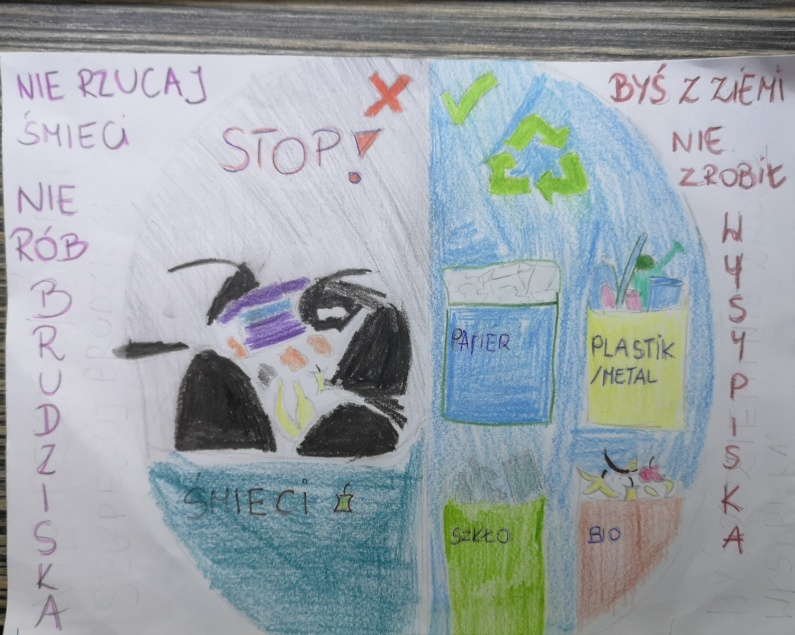 NIE RZUCAJ
ŚMIECI
NIE
RÓB
BRUDZISKA
STOP!
ŚMIECI
PAPIER
PLASTIK
/METAL
SZKŁO
BIO
BYŚ Z ZIEMI
NIE
ZROBIŁ
WYSYPISKA